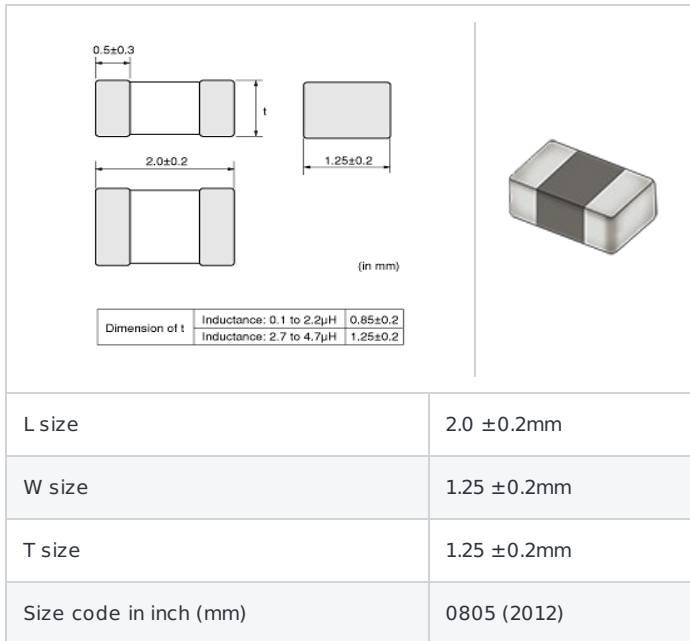 0.5±0.3
t
2.0±0.2
1.25±0.2
(in mm)
Dimension of t
Inductance: 0.1 to 2.2µH 0.85±0.2
Inductance: 2.7 to 4.7µH 1.25±0.2
L size 2.0 ±0.2mm
W size 1.25 ±0.2mm
T size 1.25 ±0.2mm
Size code in inch (mm) 0805 (2012)